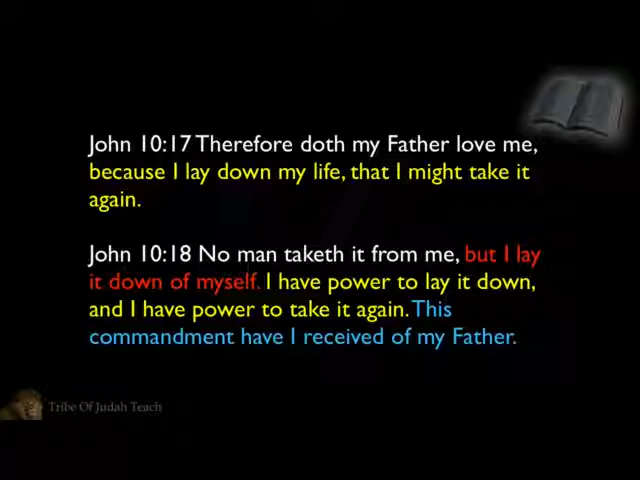 John 10:17 Therefore doth my Father love me,
because I lay down my life, that I might take it
again.
John 10:18 No man taketh it from me, but I lay
it down of myself. I have power to lay it down,
and I have power to take it again. This
commandment have I received of my Father.
Tribe Of Judah Teach